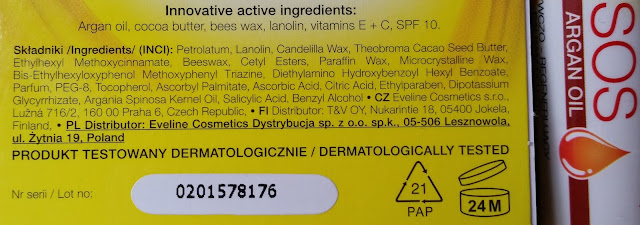 Innovative active ingredients:
Argan oil, cocoa butter, bees wax, lanolin, vitamins E + C, SPF 10.
Składniki /Ingredients/ (INCI): Petrolatum, Lanolin, Candelilla Wax, Theobroma Cacao Seed Butter,
Ethylhexyl Methoxycinnamate, Beeswax, Cetyl Esters, Paraffin Wax, Microcrystalline Wax,
Bis-Ethylhexyloxyphenol Methoxyphenyl Triazine, Diethylamino Hydroxybenzoyl Hexyl Benzoate,
Parfum, PEG-8, Tocopherol, Ascorbyl Palmitate, Ascorbic Acid, Citric Acid, Ethylparaben, Dipotassium
Glycyrrhizate, Argania Spinosa Kernel Oil, Salicylic Acid, Benzyl Alcohol • CZ Eveline Cosmetics s.r.o.,
Lužná 716/2, 160 00 Praha 6, Czech Republic, • FI Distributor: T&V OY, Nukarintie 18, 05400 Jokela,
Finland, • PL Distributor: Eveline Cosmetics Dystrybucja sp. z o.o. sp.k., 05-506 Lesznowola,
ul. Żytnia 19, Poland
PRODUKT TESTOWANY DERMATOLOGICZNIE / DERMATOLOGICALLY TESTED
Nr serii / Lot no:
0201578176
21
PAP
24M
SOS
ARGAN OIL